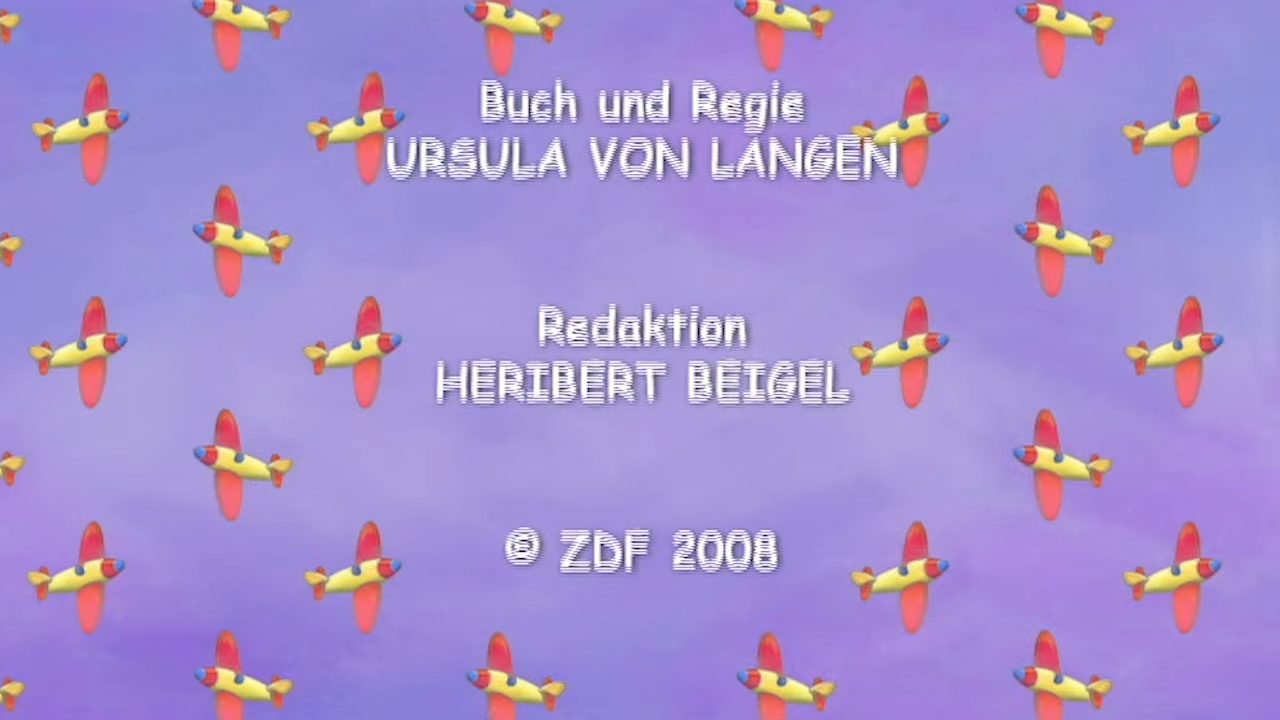 Buch und Regie
URSULA VON LANGEN
Redaktion
HERIBERT BEIGEL
© ZDF 2008